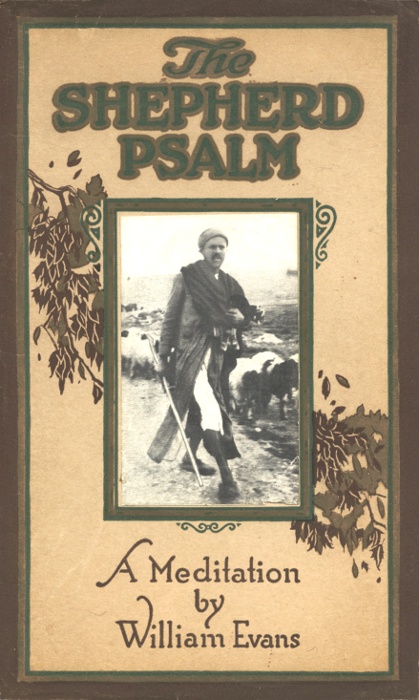 The
SHEPHERD
PSALM
A Meditation
by
William Evans